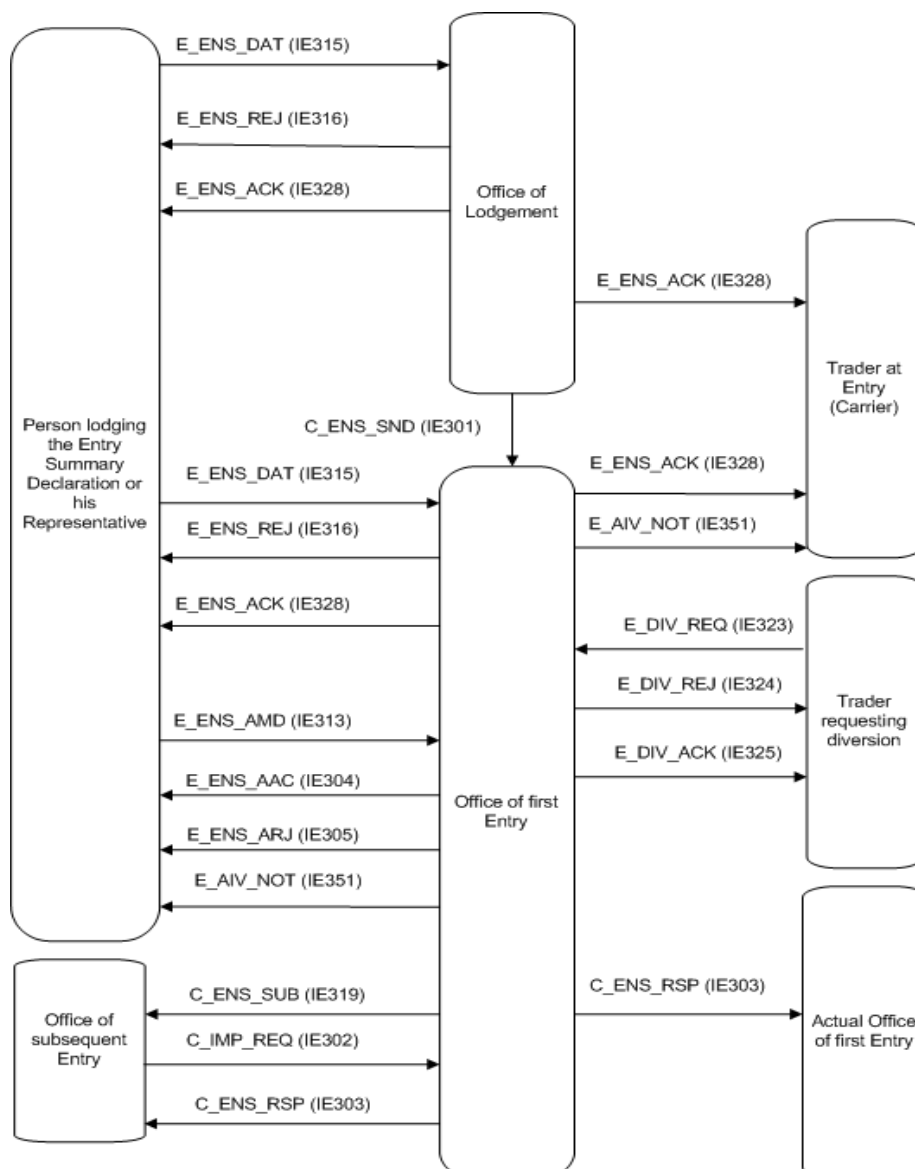 E_ENS_DAT (IE315)
E_ENS_REJ (IE316)
E_ENS_ACK (IE328)
Office of
Lodgement
E_ENS_ACK (IE328)
Trader at
Entry
(Carrier)
Person lodging
the Entry
Summary
Declaration or
his
Representative
C_ENS_SND (IE301)
E_ENS_DAT (IE315)
E_ENS_REJ (IE316)
E_ENS_ACK (IE328)
E_ENS_ACK (IE328)
E_AIV_NOT (IE351)
E_DIV_REQ (IE323)
E_DIV_REJ (IE324)
E_DIV_ACK (IE325)
Trader
requesting
diversion
E_ENS_AMD (IE313)
E_ENS_AAC (IE304)
E_ENS_ARJ (IE305)
E_AIV_NOT (IE351)
Office of first
Entry
C_ENS_SUB (IE319)
C_IMP_REQ (IE302)
C_ENS_RSP (IE303)
Office of
subsequent
Entry
C_ENS_RSP (IE303)
Actual Office
of first Entry